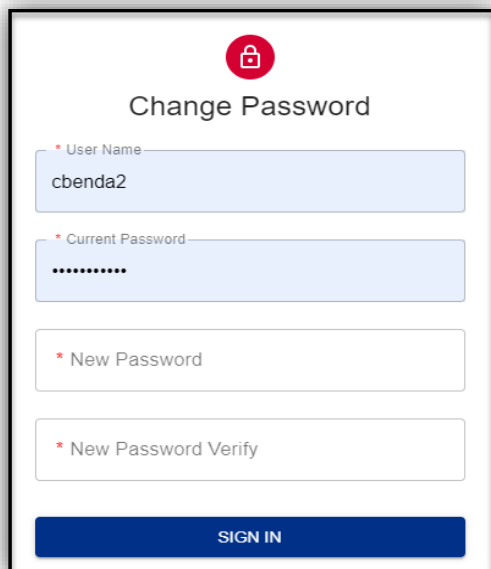 Change Password
* User Name
cbenda2
* Current Password
•••••••••••
* New Password
* New Password Verify
SIGN IN